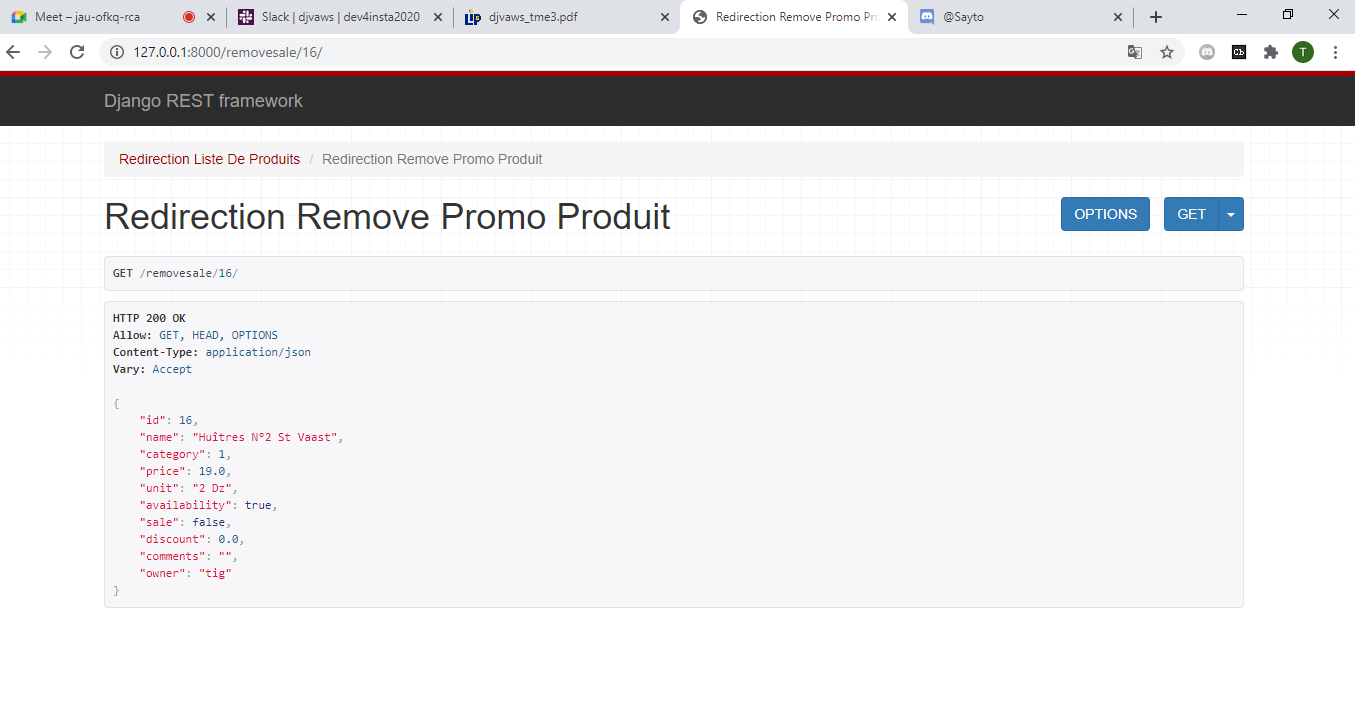 Meet – jau-ofkq-rca
Slack | djvaws | dev4insta2020
djvaws_tme3.pdf
Redirection Remove Promo Pro
@Sayto
127.0.0.1:8000/removesale/16/
Cb
T
Django REST framework
Redirection Liste De Produits / Redirection Remove Promo Produit
Redirection Remove Promo Produit
OPTIONS
GET
GET /removesale/16/
HTTP 200 OK
Allow: GET, HEAD, OPTIONS
Content-Type: application/json
Vary: Accept
{
"id": 16,
"name": "Huîtres N°2 St Vaast",
"category": 1,
"price": 19.0,
"unit": "2 Dz",
"availability": true,
"sale": false,
"discount": 0.0,
"comments": "",
"owner": "tig"
}